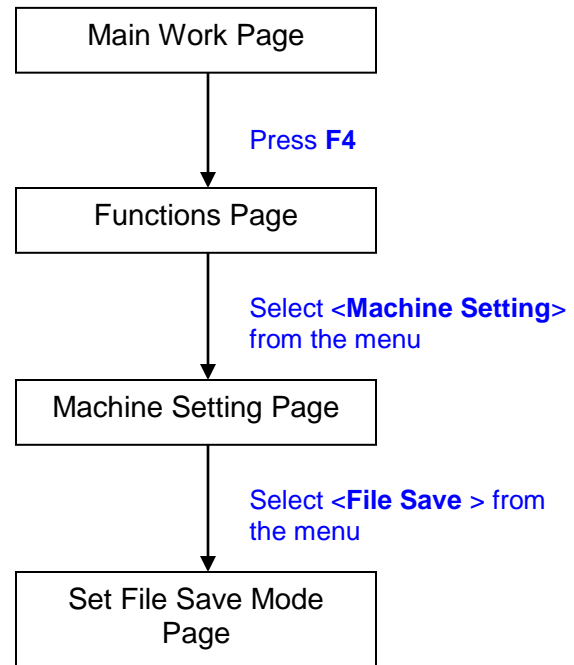 Main Work Page
Press F4
Functions Page
Select <Machine Setting>
from the menu
Machine Setting Page
Select <File Save > from
the menu
Set File Save Mode
Page